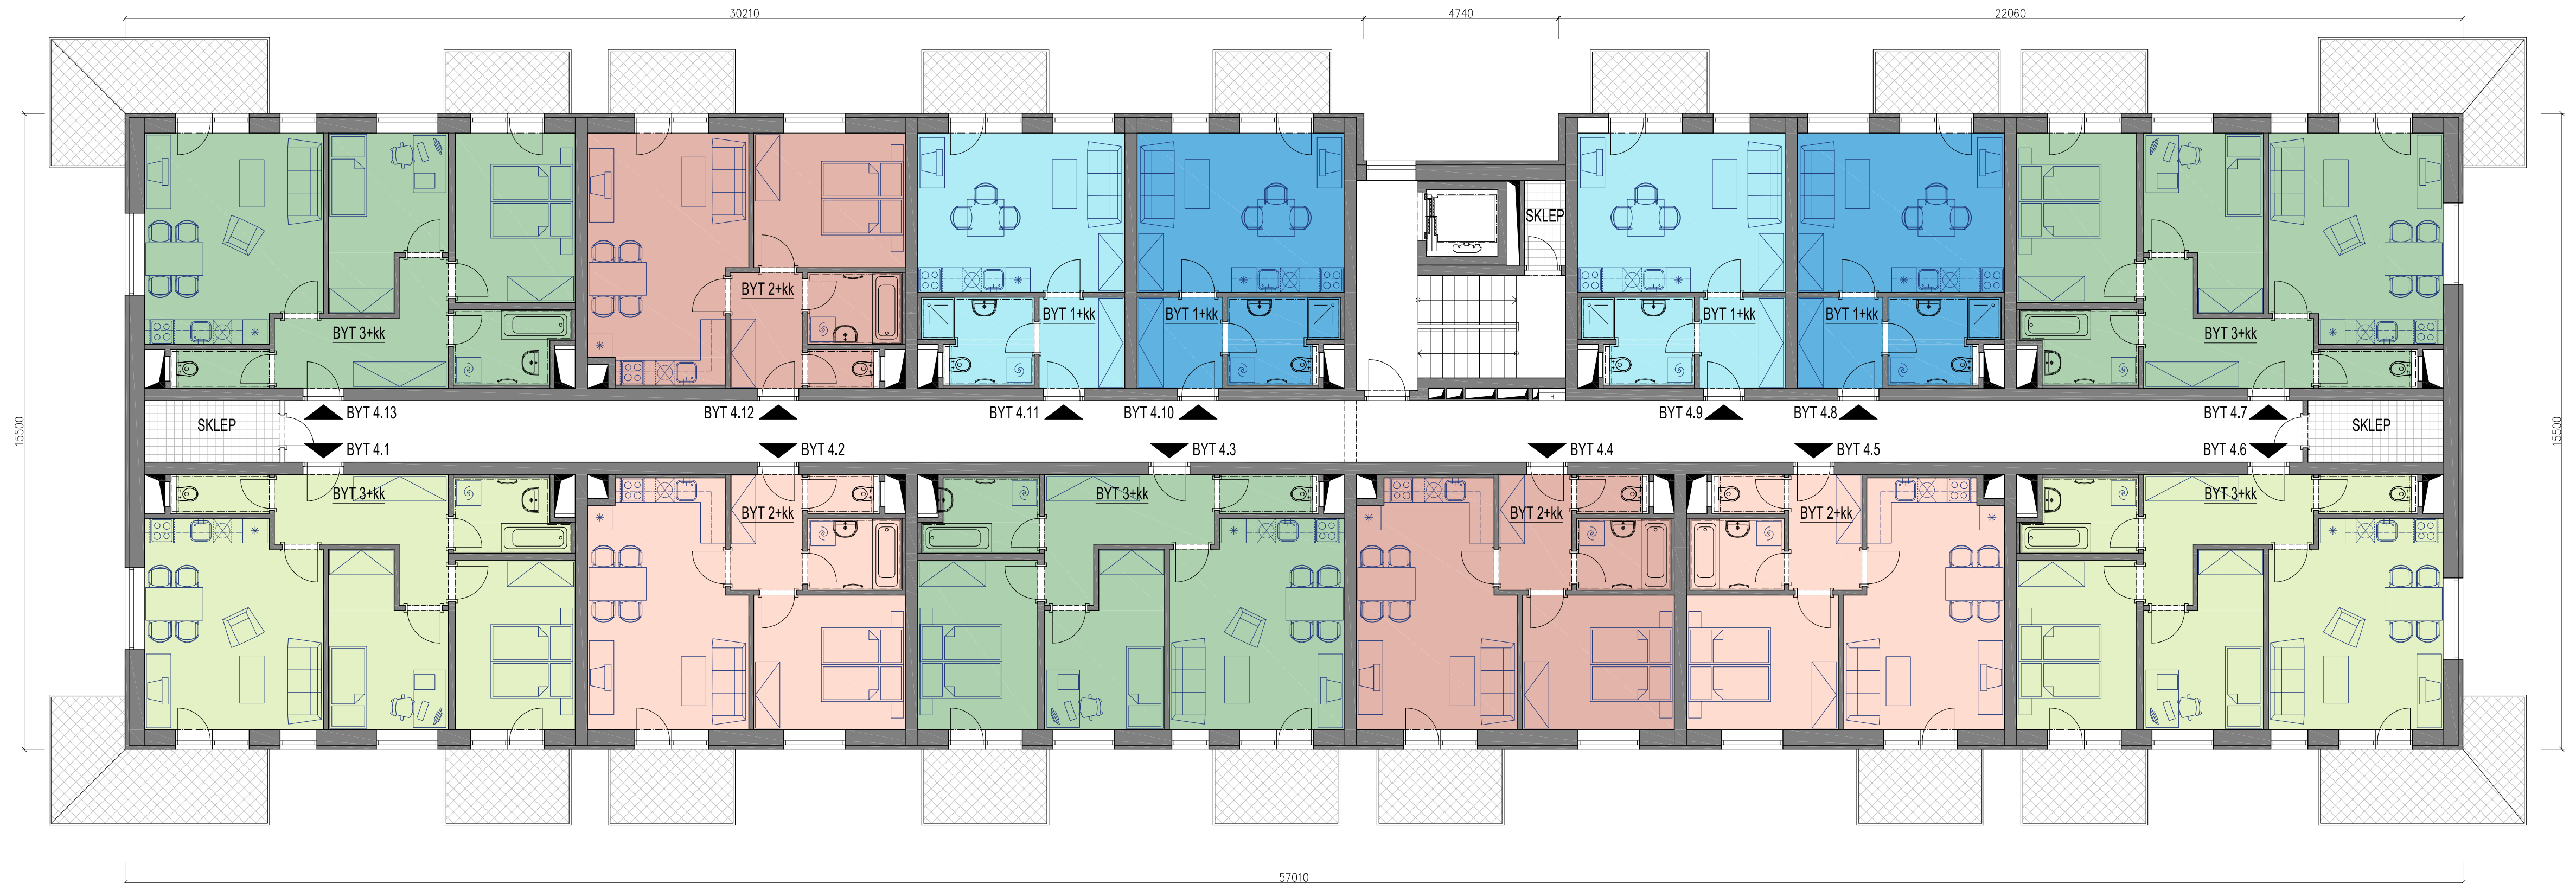 30210
4740
22060
15500
15500
SKLEP
BYT 2+kk
BYT 1+kk
BYT 1+kk
BYT 1+kk
BYT 1+kk
BYT 3+kk
BYT 3+kk
H
BYT 4.13
BYT 4.12
BYT 4.11
BYT 4.10
BYT 4.9
BYT 4.8
BYT 4.7
SKLEP
SKLEP
BYT 4.1
BYT 4.2
BYT 4.3
BYT 4.4
BYT 4.5
BYT 4.6
BYT 3+kk
BYT 3+kk
BYT 3+kk
BYT 2+kk
BYT 2+kk
BYT 2+kk
57010